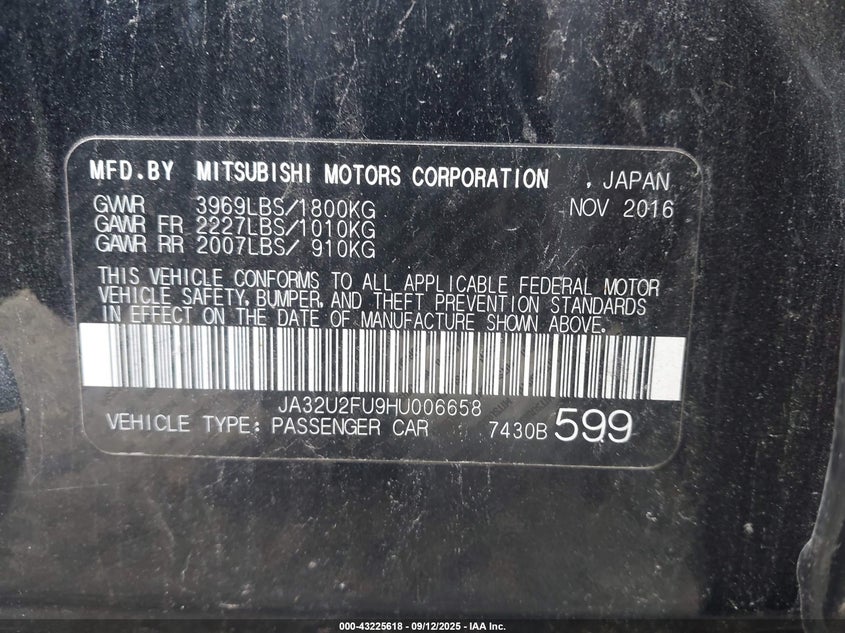 MFD.BY MITSUBISHI MOTORS CORPORATION , JAPAN
GVWR 3969LBS/1800KG NOV 2016
GAWR FR 2227LBS/1010KG
GAWR RR 2007LBS/ 910KG
THIS VEHICLE CONFORMS TO ALL APPLICABLE FEDERAL MOTOR
VEHICLE SAFETY, BUMPER, AND THEFT PREVENTION STANDARDS
IN EFFECT ON THE DATE OF MANUFACTURE SHOWN ABOVE.
JA32U2FU9HU006658
VEHICLE TYPE: PASSENGER CAR 7430B 599
000-43225618 - 09/12/2025 - IAA Inc.